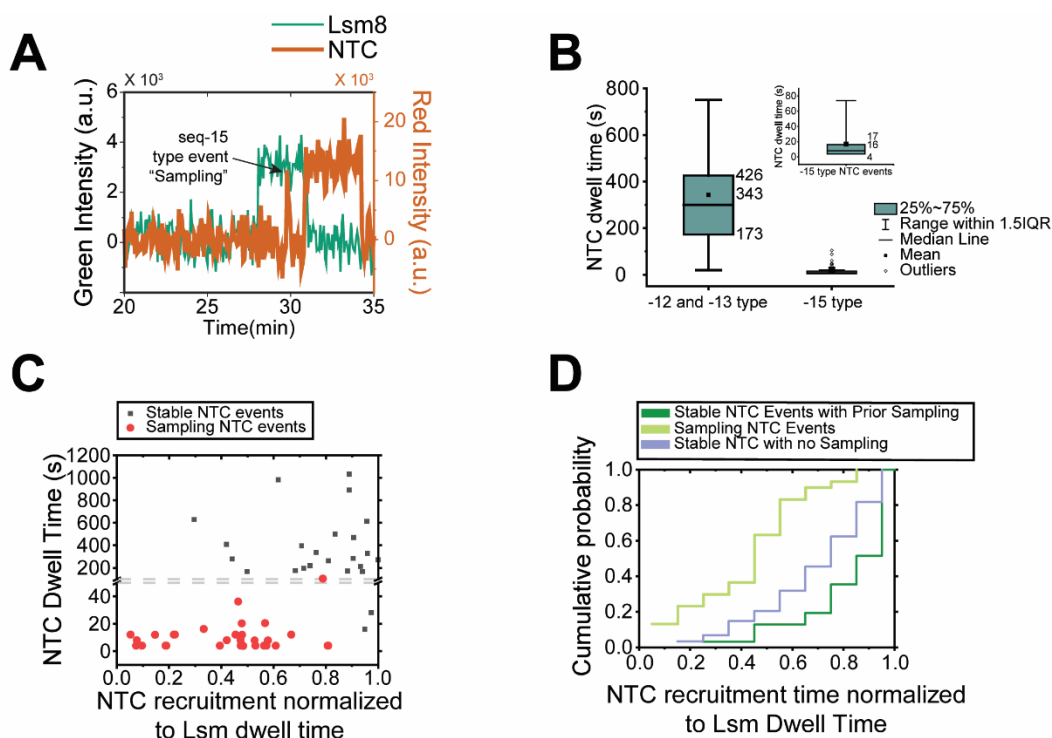 A
Lsm8
NTC
X 10³
X 10³
6
4
2
0
20
10
0
Green Intensity (a.u.)
Red Intensity (a.u.)
seq-15
type event
“Sampling”
20
25
30
35
Time(min)
B
NTC dwell time (s)
800
600
400
200
0
426
343
173
-12 and -13 type
-15 type
NTC dwell time (s)
80
60
40
20
0
17
16
4
-15 type NTC events
25%~75%
Range within 1.5IQR
Median Line
Mean
Outliers
C
Stable NTC events
Sampling NTC events
NTC Dwell Time (s)
1200
1000
800
600
400
200
40
20
0
0.0
0.2
0.4
0.6
0.8
1.0
NTC recruitment normalized
to Lsm dwell time
D
Stable NTC Events with Prior Sampling
Sampling NTC Events
Stable NTC with no Sampling
Cumulative probability
1.0
0.8
0.6
0.4
0.2
0.0
0.0
0.2
0.4
0.6
0.8
1.0
NTC recruitment time normalized
to Lsm Dwell Time